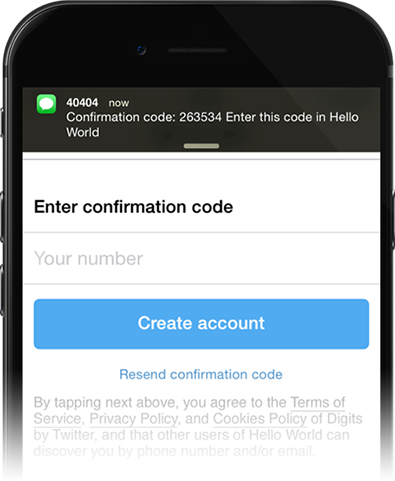 40404 now
Confirmation code: 263534 Enter this code in Hello
World
Enter confirmation code
Your number
Create account
Resend confirmation code
By tapping next above, you agree to the Terms of
Service, Privacy Policy, and Cookies Policy of Digits
by Twitter, and that other users of Hello World can
discover you by phone number and/or email.